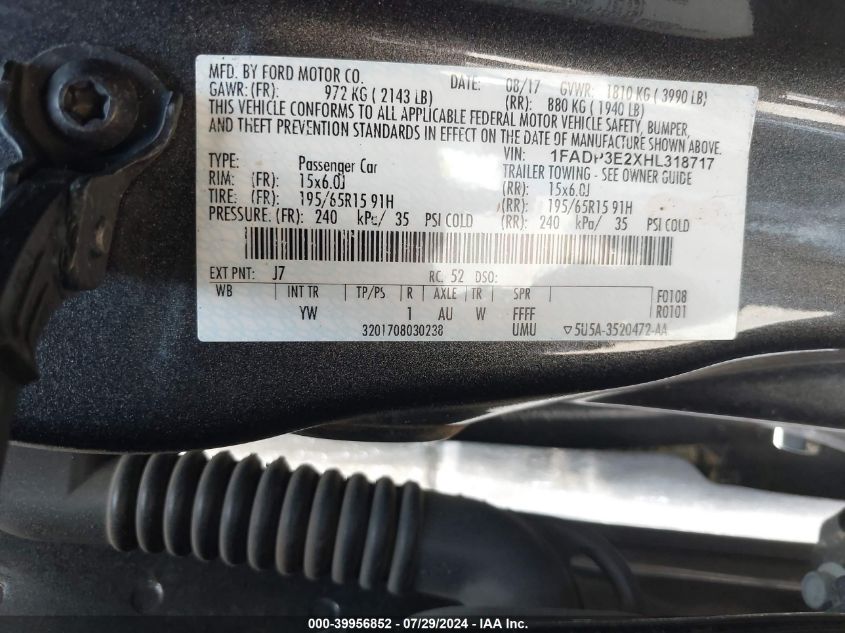 MFD. BY FORD MOTOR CO. DATE: 08/17 GVWR: 1810 KG ( 3990 LB)
GAWR: (FR): 972 KG ( 2143 LB) (RR): 880 KG ( 1940 LB)
THIS VEHICLE CONFORMS TO ALL APPLICABLE FEDERAL MOTOR VEHICLE SAFETY, BUMPER,
AND THEFT PREVENTION STANDARDS IN EFFECT ON THE DATE OF MANUFACTURE SHOWN ABOVE.
VIN: 1FADP3E2XHL318717
TYPE: Passenger Car TRAILER TOWING - SEE OWNER GUIDE
RIM: (FR): 15x6.0J (RR): 15x6.0J
TIRE: (FR): 195/65R15 91H (RR): 195/65R15 91H
PRESSURE: (FR): 240 kPa/ 35 PSI COLD (RR): 240 kPa/ 35 PSI COLD
EXT PNT: J7 RC: 52 DSO:
WB INT TR TP/PS R AXLE TR SPR F0108
YW 1 AU W FFFF R0101
3201708030238 UMU ▽5U5A-3520472-AA
000-39956852 - 07/29/2024 - IAA Inc.